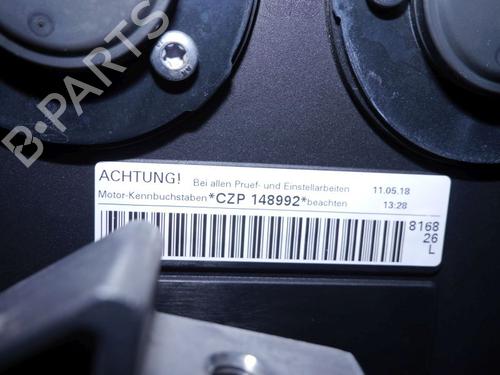 B-PARTS
ACHTUNG! Bei allen Pruef- und Einstellarbeiten 11.05.18
Motor-Kennbuchstaben *CZP 148992* beachten 13:28
8168
26
L